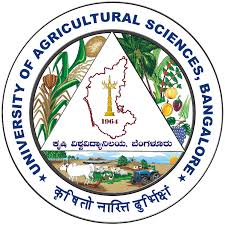 UNIVERSITY OF AGRICULTURAL SCIENCES, BANGALORE
1964
ಕೃಷಿ ವಿಶ್ವವಿದ್ಯಾನಿಲಯ, ಬೆಂಗಳೂರು
कृषितो नास्ति दुर्भिक्षं